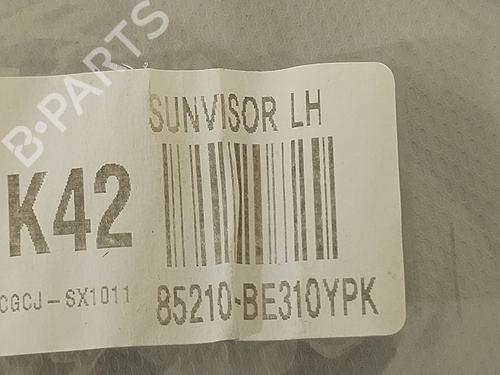 B-PARTS
SUNVISOR LH
K42
CGCJ-SX1011
85210-BE310YPK